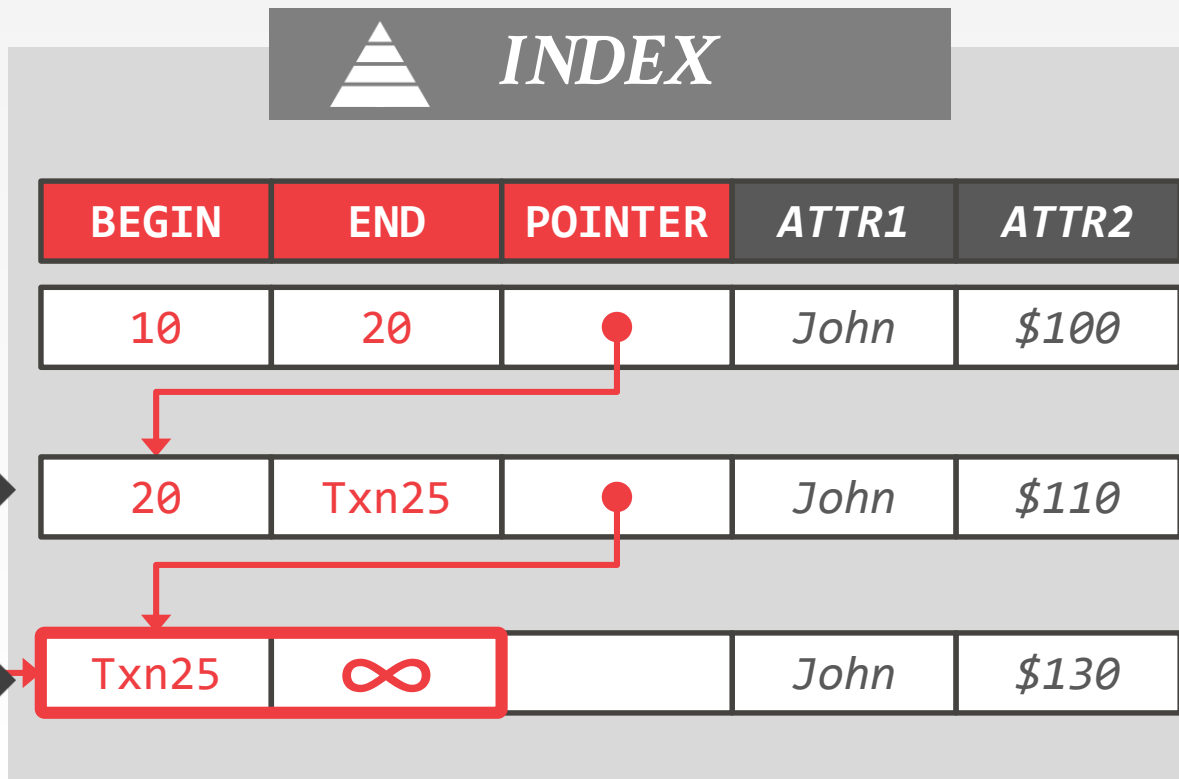 INDEX
BEGIN END POINTER ATTR1 ATTR2
10 20 John $100
20 Txn25 John $110
Txn25 ∞ John $130